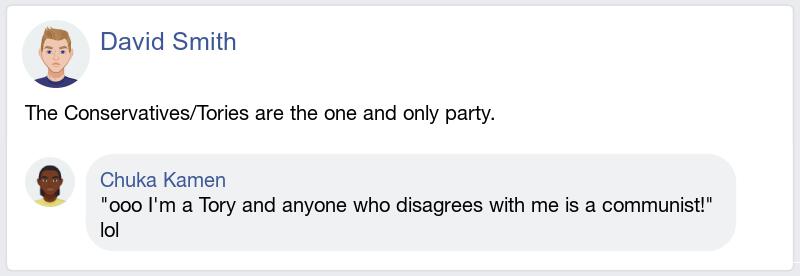 David Smith
The Conservatives/Tories are the one and only party.
Chuka Kamen
"ooo I'm a Tory and anyone who disagrees with me is a communist!"
lol